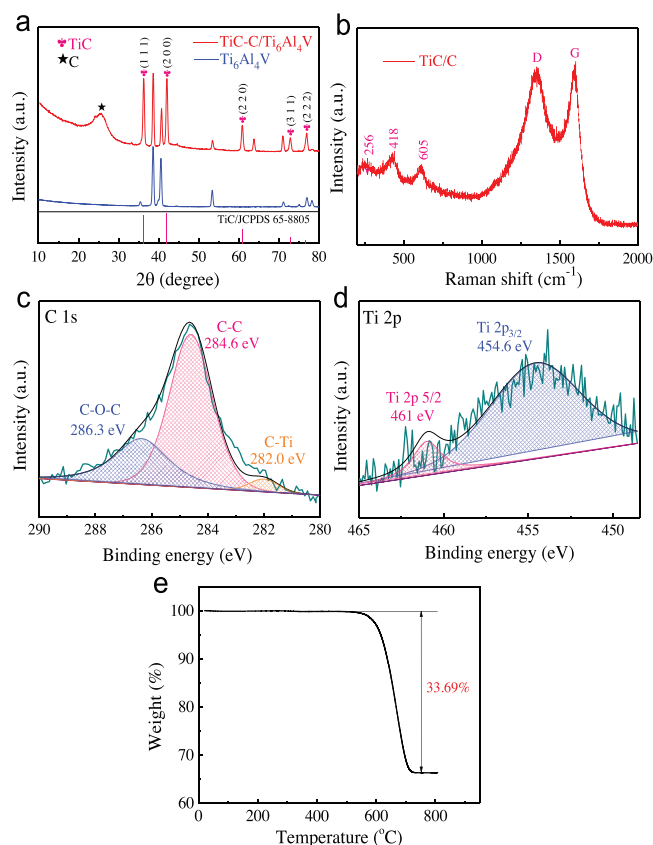 a
♣TiC
★C
TiC-C/Ti6Al4V
Ti6Al4V
(1 1 1)
(2 0 0)
(2 2 0)
(3 1 1)
(2 2 2)
TiC/JCPDS 65-8805
Intensity (a.u.)
10 20 30 40 50 60 70 80
2θ (degree)
b
TiC/C
D
G
256
418
605
Intensity (a.u.)
500 1000 1500 2000
Raman shift (cm-1)
c
C 1s
C-C
284.6 eV
C-O-C
286.3 eV
C-Ti
282.0 eV
Intensity (a.u.)
290 288 286 284 282 280
Binding energy (eV)
d
Ti 2p
Ti 2p3/2
454.6 eV
Ti 2p 5/2
461 eV
Intensity (a.u.)
465 460 455 450
Binding energy (eV)
e
100
90
80
70
60
33.69%
Weight (%)
0 200 400 600 800
Temperature (oC)